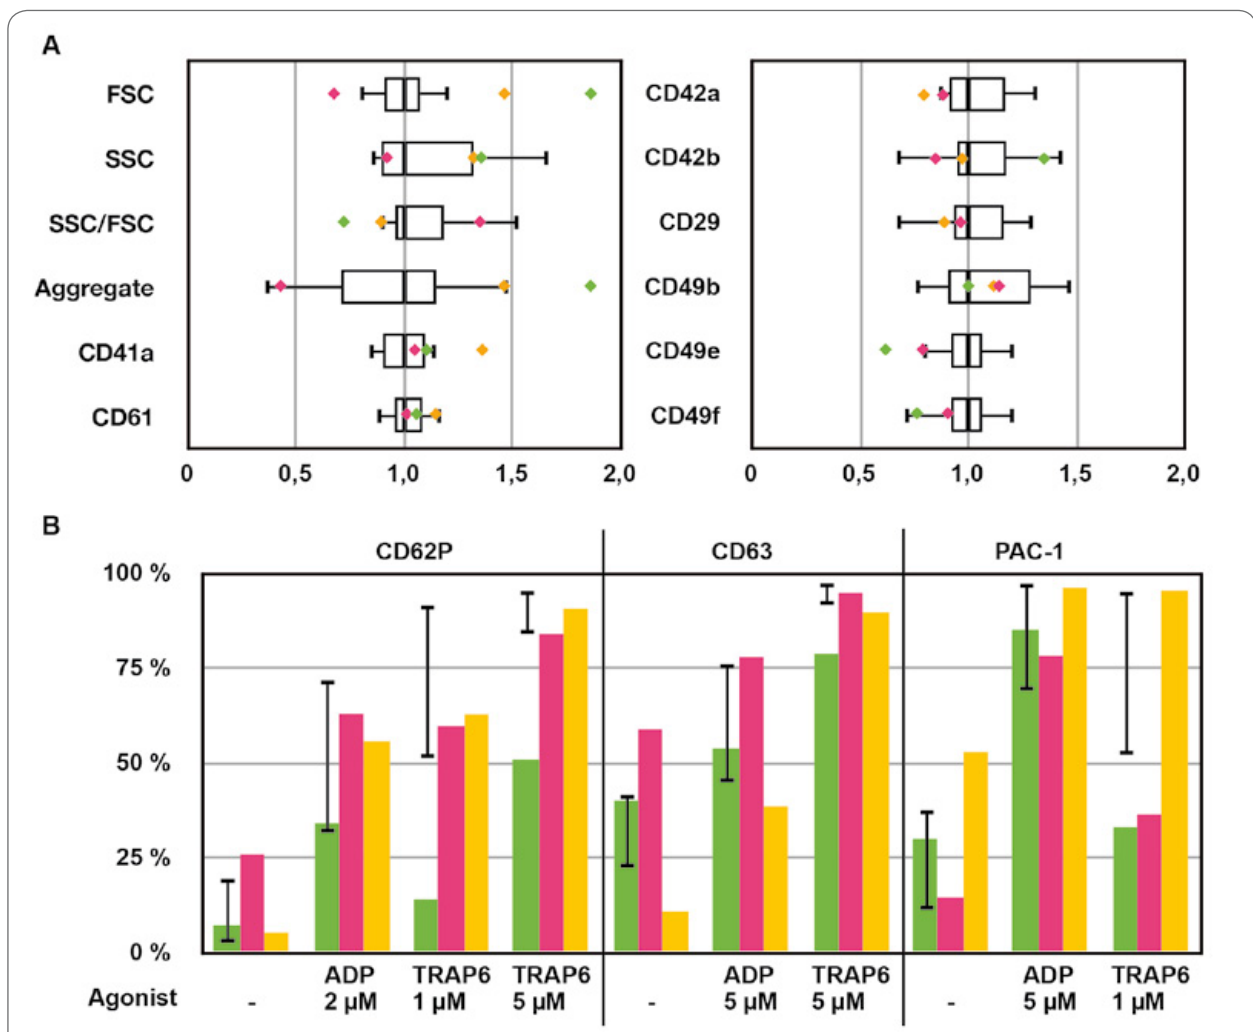 A
FSC
SSC
SSC/FSC
Aggregate
CD41a
CD61
0 0,5 1,0 1,5 2,0
CD42a
CD42b
CD29
CD49b
CD49e
CD49f
0 0,5 1,0 1,5 2,0
B
CD62P CD63 PAC-1
100 %
75 %
50 %
25 %
0 %
ADP TRAP6 TRAP6 ADP TRAP6 ADP TRAP6
Agonist - 2 µM 1 µM 5 µM - 5 µM 5 µM - 5 µM 1 µM